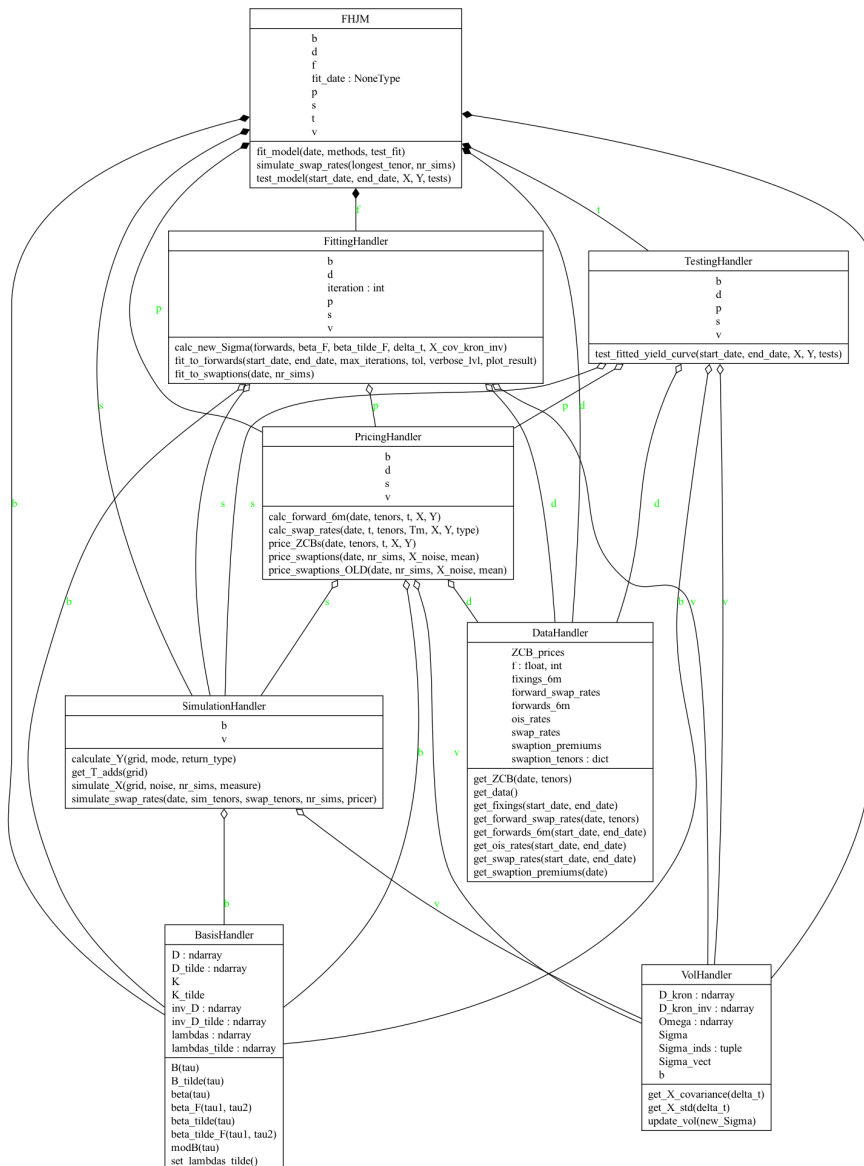 FHJM
b
d
f
fit_date : NoneType
p
s
t
v
fit_model(date, methods, test_fit)
simulate_swap_rates(longest_tenor, nr_sims)
test_model(start_date, end_date, X, Y, tests)
f
t
FittingHandler
b
d
iteration : int
p
s
v
calc_new_Sigma(forwards, beta_F, beta_tilde_F, delta_t, X_cov_kron_inv)
fit_to_forwards(start_date, end_date, max_iterations, tol, verbose_lvl, plot_result)
fit_to_swaptions(date, nr_sims)
TestingHandler
b
d
p
s
v
test_fitted_yield_curve(start_date, end_date, X, Y, tests)
p
s
p
d
p
PricingHandler
b
d
s
v
calc_forward_6m(date, tenors, t, X, Y)
calc_swap_rates(date, t, tenors, Tm, X, Y, type)
price_ZCBs(date, tenors, t, X, Y)
price_swaptions(date, nr_sims, X_noise, mean)
price_swaptions_OLD(date, nr_sims, X_noise, mean)
b
s
s
d
d
v
b
s
d
b
v
v
DataHandler
ZCB_prices
f : float, int
fixings_6m
forward_swap_rates
forwards_6m
ois_rates
swap_rates
swaption_premiums
swaption_tenors : dict
get_ZCB(date, tenors)
get_data()
get_fixings(start_date, end_date)
get_forward_swap_rates(date, tenors)
get_forwards_6m(start_date, end_date)
get_ois_rates(start_date, end_date)
get_swap_rates(start_date, end_date)
get_swaption_premiums(date)
SimulationHandler
b
v
calculate_Y(grid, mode, return_type)
get_T_adds(grid)
simulate_X(grid, noise, nr_sims, measure)
simulate_swap_rates(date, sim_tenors, swap_tenors, nr_sims, pricer)
b
v
b
v
BasisHandler
D : ndarray
D_tilde : ndarray
K
K_tilde
inv_D : ndarray
inv_D_tilde : ndarray
lambdas : ndarray
lambdas_tilde : ndarray
B(tau)
B_tilde(tau)
beta(tau)
beta_F(tau1, tau2)
beta_tilde(tau)
beta_tilde_F(tau1, tau2)
modB(tau)
set_lambdas_tilde()
VolHandler
D_kron : ndarray
D_kron_inv : ndarray
Omega : ndarray
Sigma
Sigma_inds : tuple
Sigma_vect
b
get_X_covariance(delta_t)
get_X_std(delta_t)
update_vol(new_Sigma)